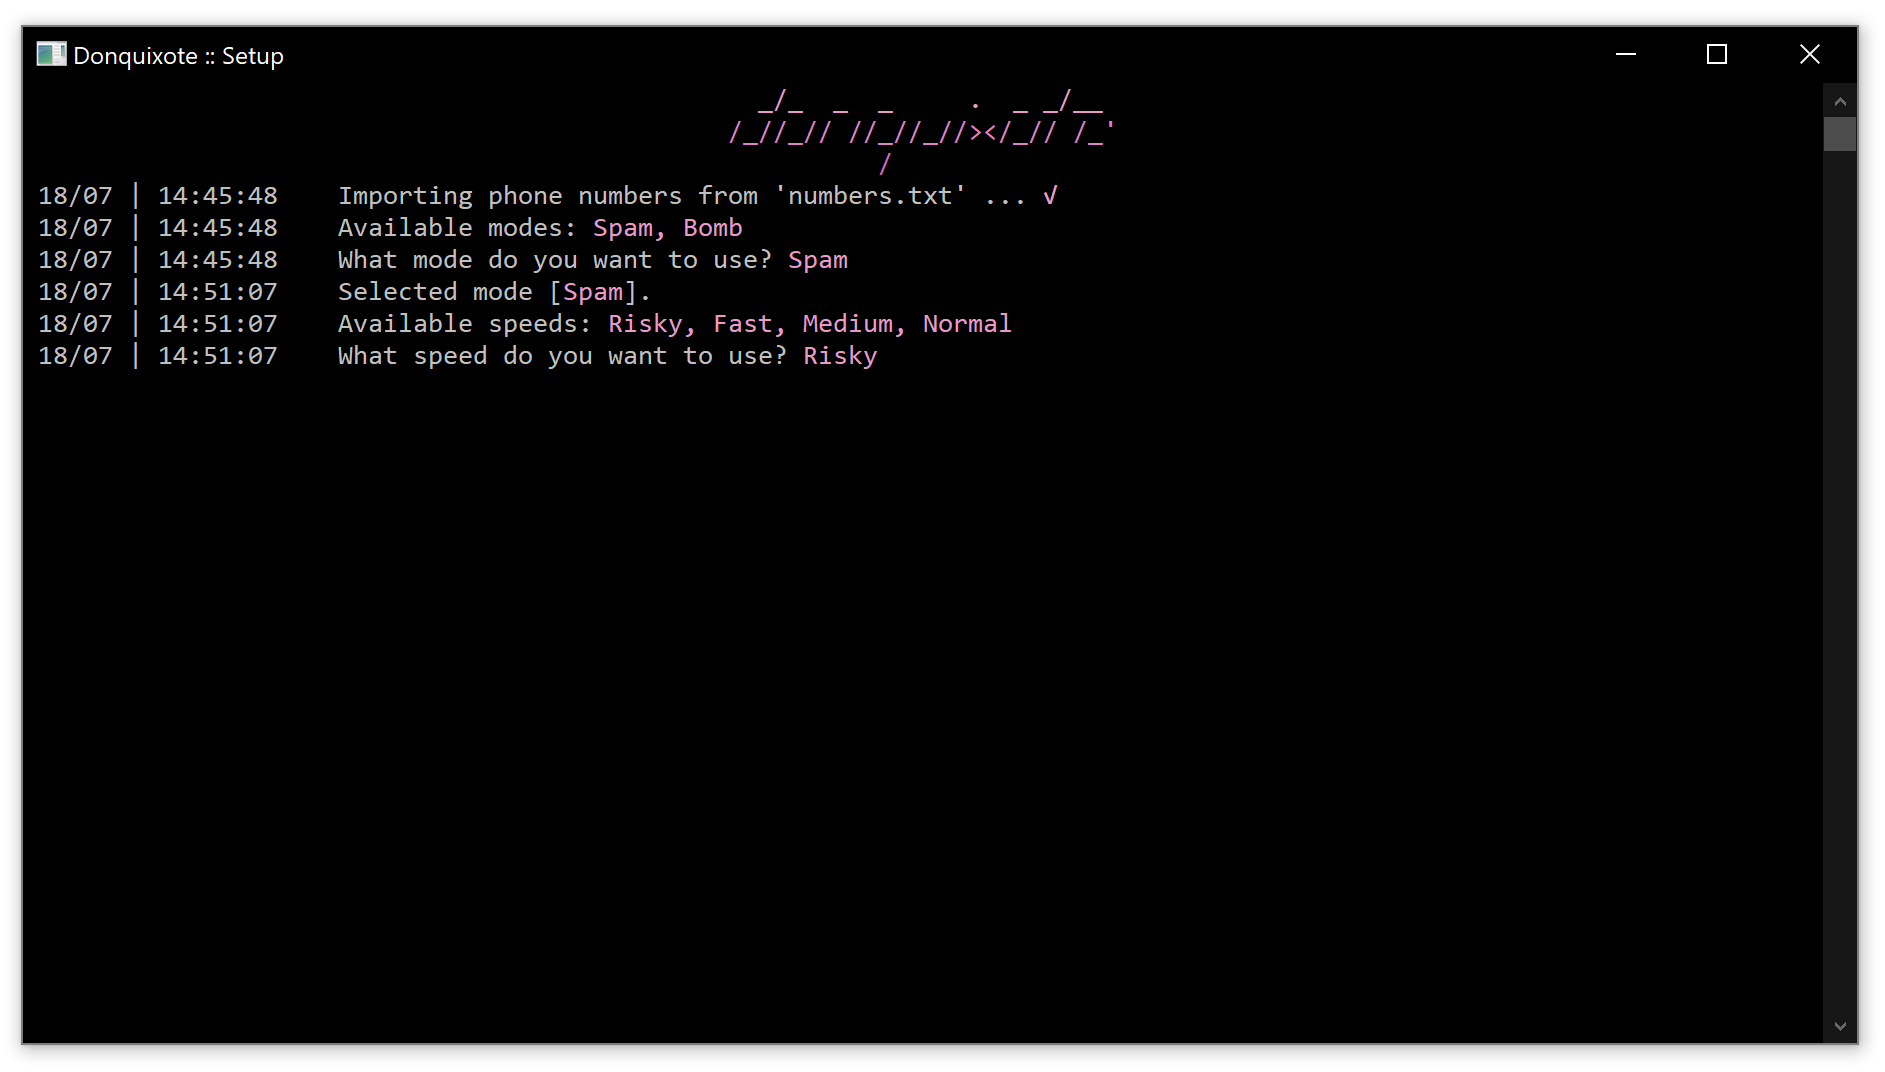 Donquixote :: Setup
  _/_  _  _     .  _ _/__
/_//_// //_//_//></_// /_'
          /
18/07 | 14:45:48    Importing phone numbers from 'numbers.txt' ... √
18/07 | 14:45:48    Available modes: Spam, Bomb
18/07 | 14:45:48    What mode do you want to use? Spam
18/07 | 14:51:07    Selected mode [Spam].
18/07 | 14:51:07    Available speeds: Risky, Fast, Medium, Normal
18/07 | 14:51:07    What speed do you want to use? Risky